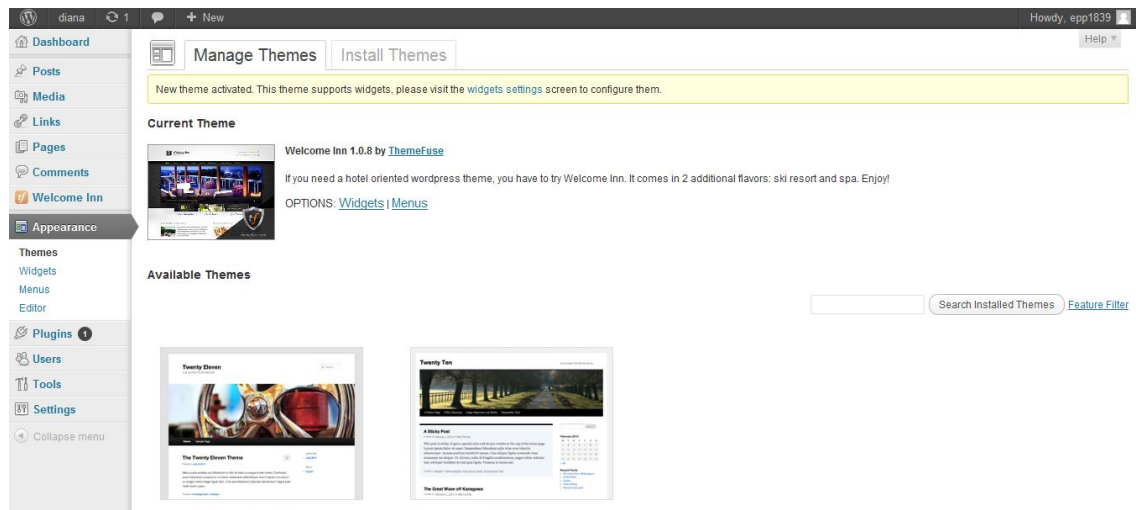 diana 1 + New Howdy, epp1839
Help
Dashboard
Posts
Media
Links
Pages
Comments
Welcome Inn
Appearance
Themes
Widgets
Menus
Editor
Plugins 1
Users
Tools
Settings
Collapse menu
Manage Themes Install Themes
New theme activated. This theme supports widgets, please visit the widgets settings screen to configure them.
Current Theme
Welcome Inn 1.0.8 by ThemeFuse
If you need a hotel oriented wordpress theme, you have to try Welcome Inn. It comes in 2 additional flavors: ski resort and spa. Enjoy!
OPTIONS: Widgets | Menus
Available Themes
Search Installed Themes Feature Filter
Twenty Eleven
The Twenty Eleven Theme
Twenty Ten
A Sticky Post
The Great Wave off Kanagawa